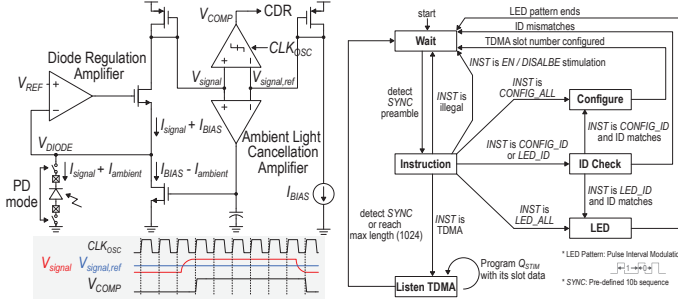 V_COMP
CDR
CLK_OSC
Diode Regulation
Amplifier
V_REF
V_signal
V_signal,ref
I_signal + I_BIAS
V_DIODE
Ambient Light
Cancellation
Amplifier
I_signal + I_ambient
I_BIAS - I_ambient
PD
mode
I_BIAS
CLK_OSC
V_signal V_signal,ref
V_COMP
start
LED pattern ends
ID mismatches
Wait
TDMA slot number configured
INST is EN / DISALBE stimulation
detect
SYNC
preamble
INST is
illegal
INST is
CONFIG_ALL
Configure
INST is CONFIG_ID
and ID matches
Instruction
INST is CONFIG_ID
or LED_ID
ID Check
INST is LED_ID
and ID matches
INST is
LED_ALL
LED
detect SYNC
or reach
max length (1024)
INST is
TDMA
Program Q_STIM
with its slot data
Listen TDMA
* LED Pattern: Pulse Interval Modulatio
1 0
* SYNC: Pre-defined 10b sequence